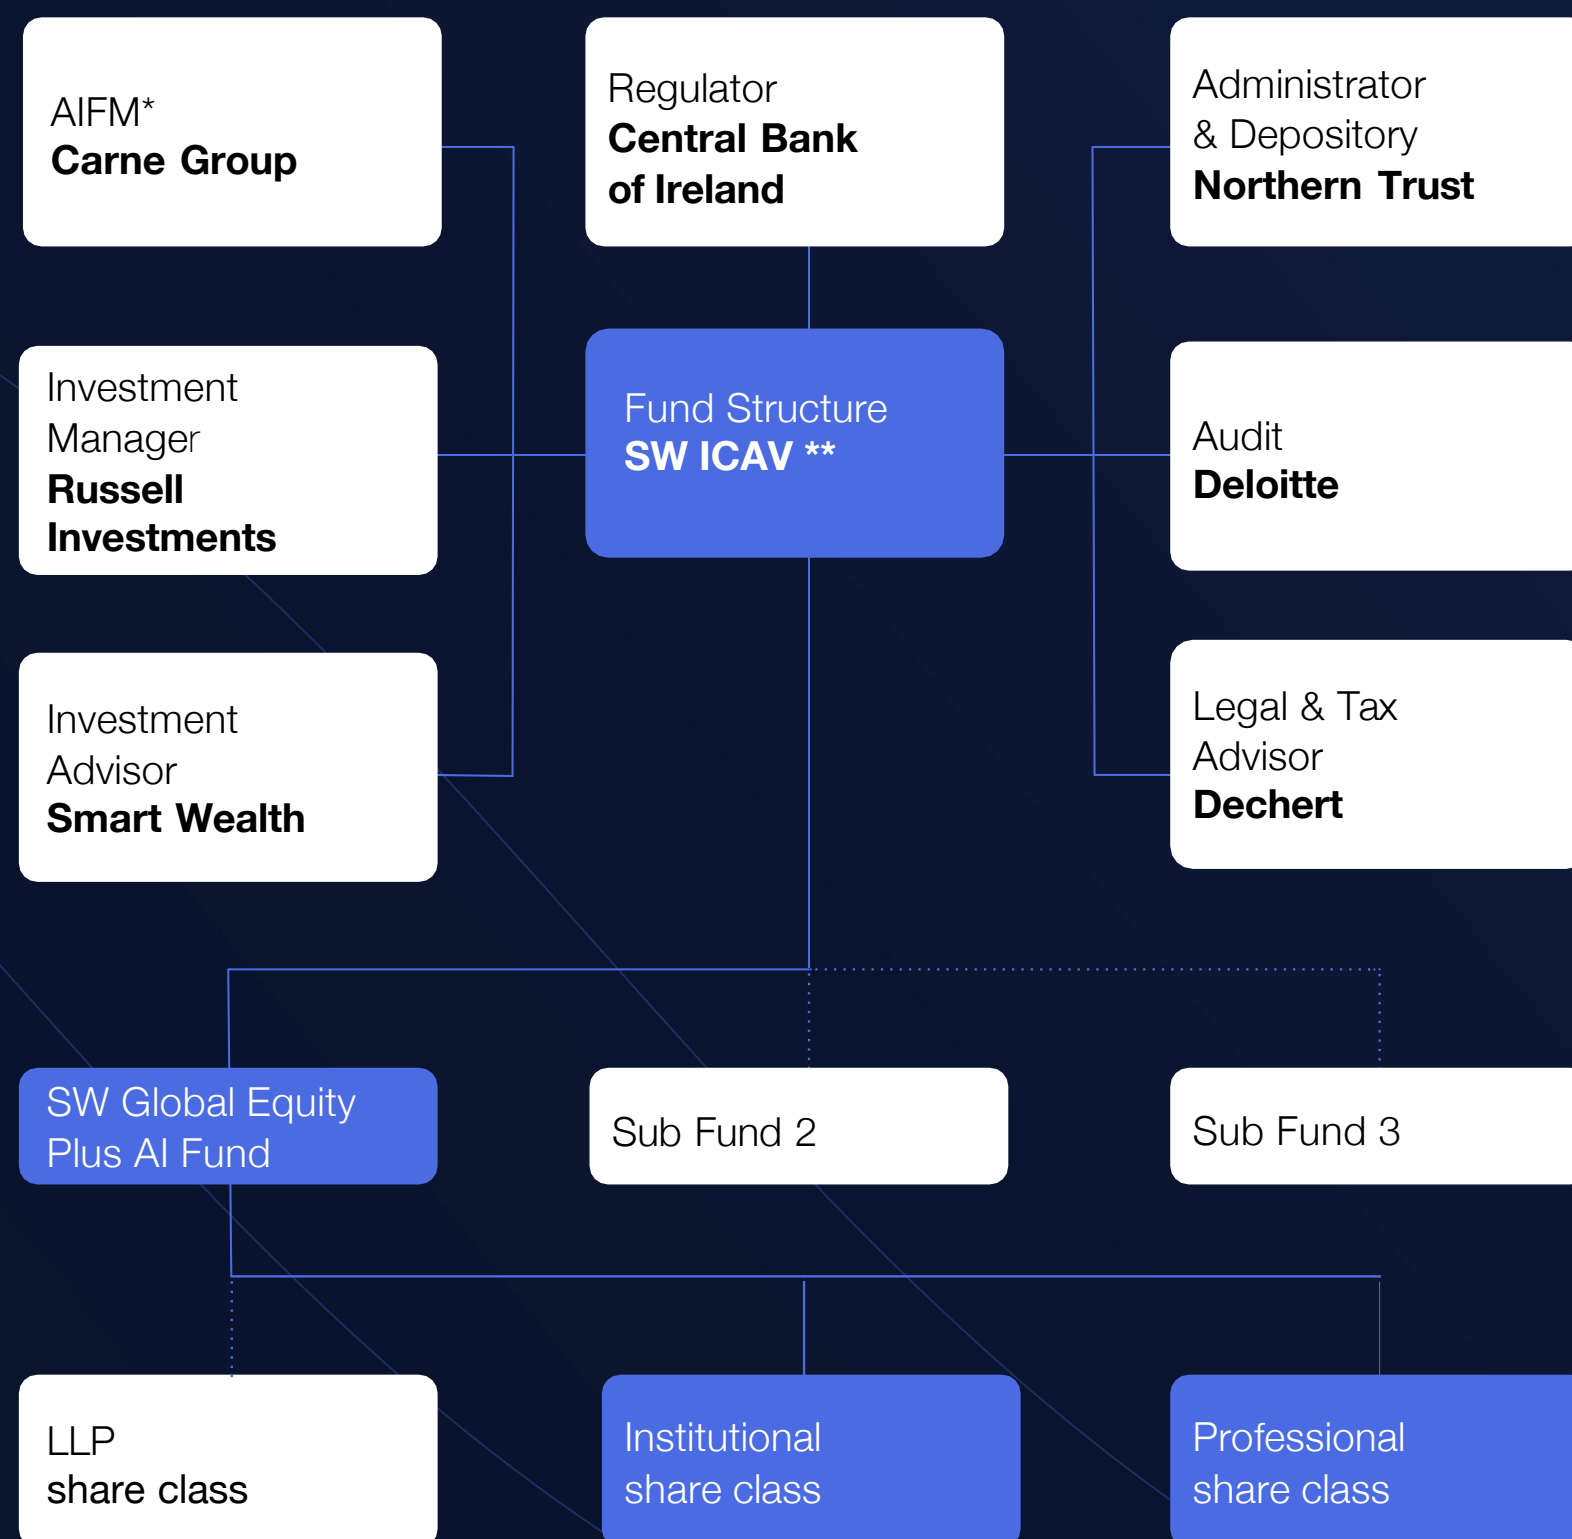 AIFM*
Carne Group
Regulator
Central Bank
of Ireland
Administrator
& Depository
Northern Trust
Investment
Manager
Russell
Investments
Fund Structure
SW ICAV **
Audit
Deloitte
Investment
Advisor
Smart Wealth
Legal & Tax
Advisor
Dechert
SW Global Equity
Plus AI Fund
Sub Fund 2
Sub Fund 3
LLP
share class
Institutional
share class
Professional
share class